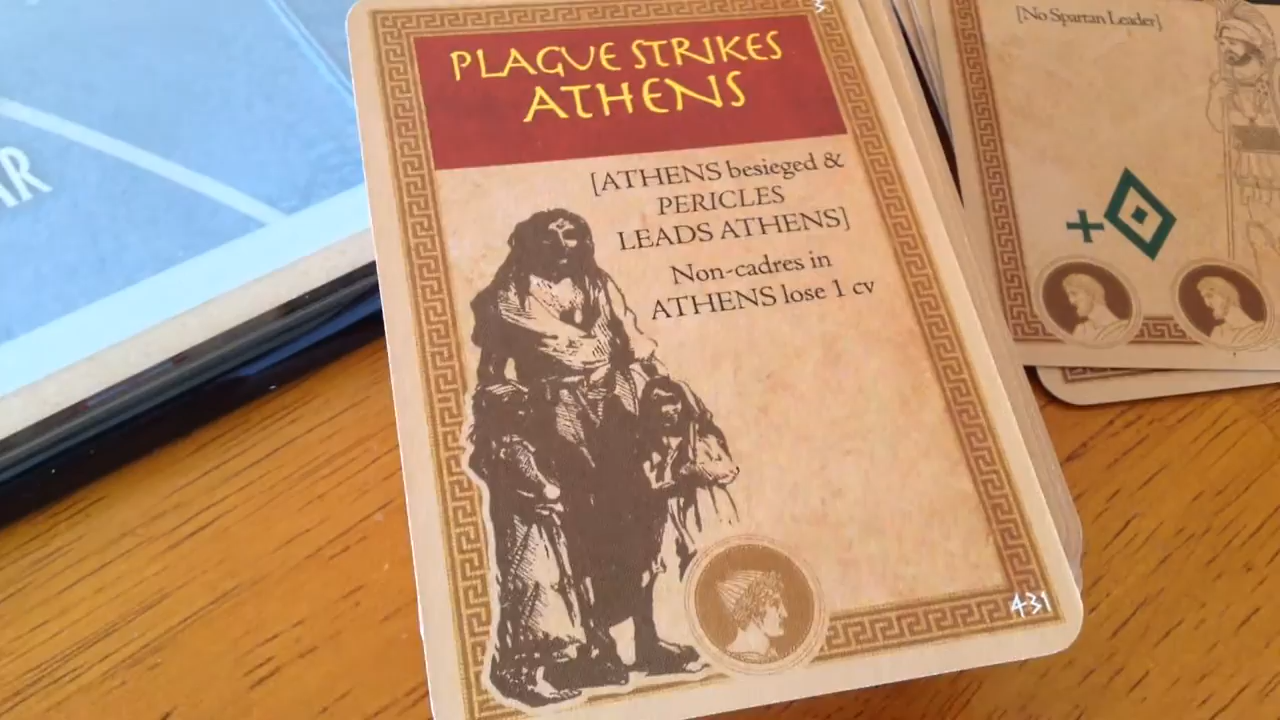 3
PLAGUE STRIKES
ATHENS
[ATHENS besieged &
PERICLES
LEADS ATHENS]
Non-cadres in
ATHENS lose 1 cv
431
[No Spartan Leader]
+
AR